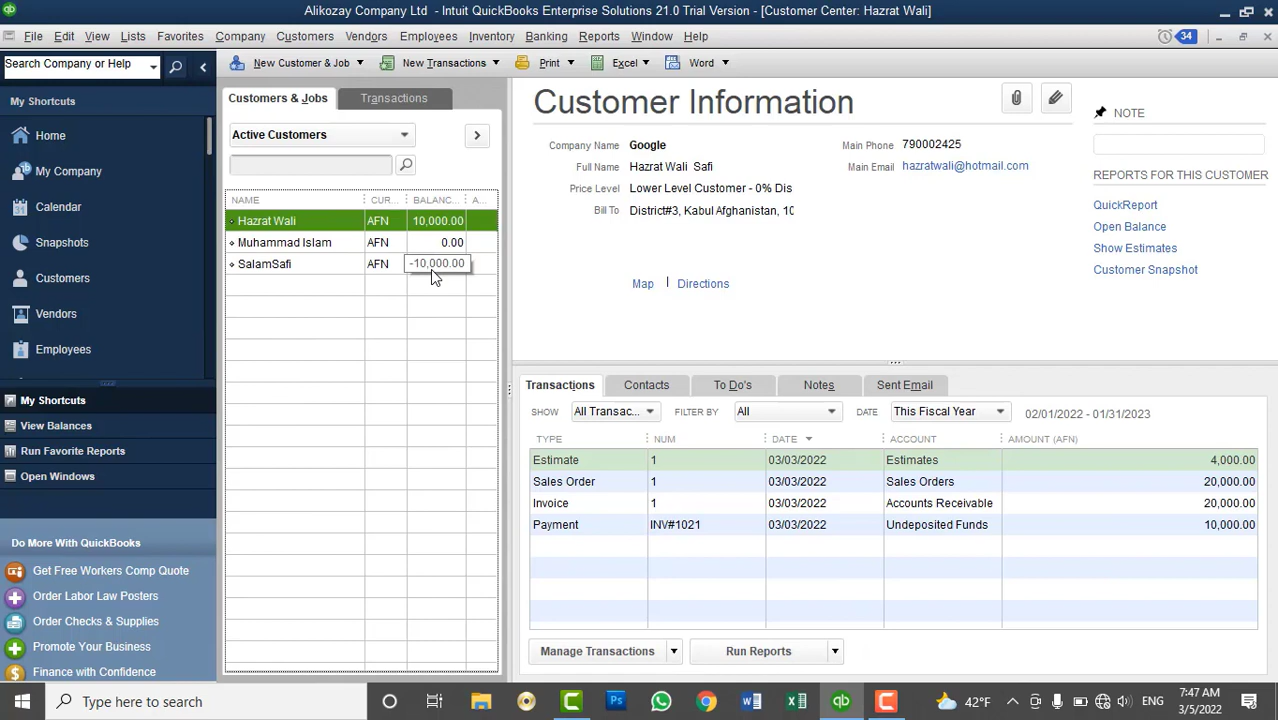 Alikozay Company Ltd - Intuit QuickBooks Enterprise Solutions 21.0 Trial Version - [Customer Center: Hazrat Wali]
File Edit View Lists Favorites Company Customers Vendors Employees Inventory Banking Reports Window Help 34
Search Company or Help
New Customer & Job New Transactions Print Excel Word
My Shortcuts
Home
My Company
Calendar
Snapshots
Customers
Vendors
Employees
My Shortcuts
View Balances
Run Favorite Reports
Open Windows
Do More With QuickBooks
Get Free Workers Comp Quote
Order Labor Law Posters
Order Checks & Supplies
Promote Your Business
Finance with Confidence
Customers & Jobs Transactions
Active Customers
NAME CUR... BALANC... A...
Hazrat Wali AFN 10,000.00
Muhammad Islam AFN 0.00
SalamSafi AFN -10,000.00
Customer Information
Company Name Google
Full Name Hazrat Wali Safi
Price Level Lower Level Customer - 0% Dis
Bill To District#3, Kabul Afghanistan, 10
Main Phone 790002425
Main Email hazratwali@hotmail.com
Map Directions
NOTE
REPORTS FOR THIS CUSTOMER
QuickReport
Open Balance
Show Estimates
Customer Snapshot
Transactions Contacts To Do's Notes Sent Email
SHOW All Transac... FILTER BY All DATE This Fiscal Year 02/01/2022 - 01/31/2023
TYPE NUM DATE ACCOUNT AMOUNT (AFN)
Estimate 1 03/03/2022 Estimates 4,000.00
Sales Order 1 03/03/2022 Sales Orders 20,000.00
Invoice 1 03/03/2022 Accounts Receivable 20,000.00
Payment INV#1021 03/03/2022 Undeposited Funds 10,000.00
Manage Transactions Run Reports
Type here to search
42°F
ENG
7:47 AM
3/5/2022